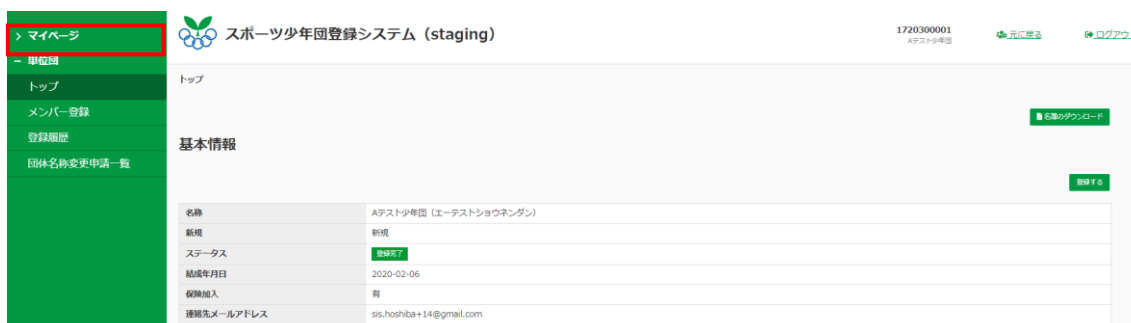 > マイページ
− 単位団
トップ
メンバー登録
登録履歴
団体名称変更申請一覧
スポーツ少年団登録システム（staging）
1720300001
Aテスト少年団
元に戻る
ログアウ
トップ
名簿のダウンロード
基本情報
登録する
名称 Aテスト少年団（エーテストショウネンダン）
新規 新規
ステータス 登録完了
結成年月日 2020-02-06
保険加入 有
連絡先メールアドレス sis.hoshiba+14@gmail.com